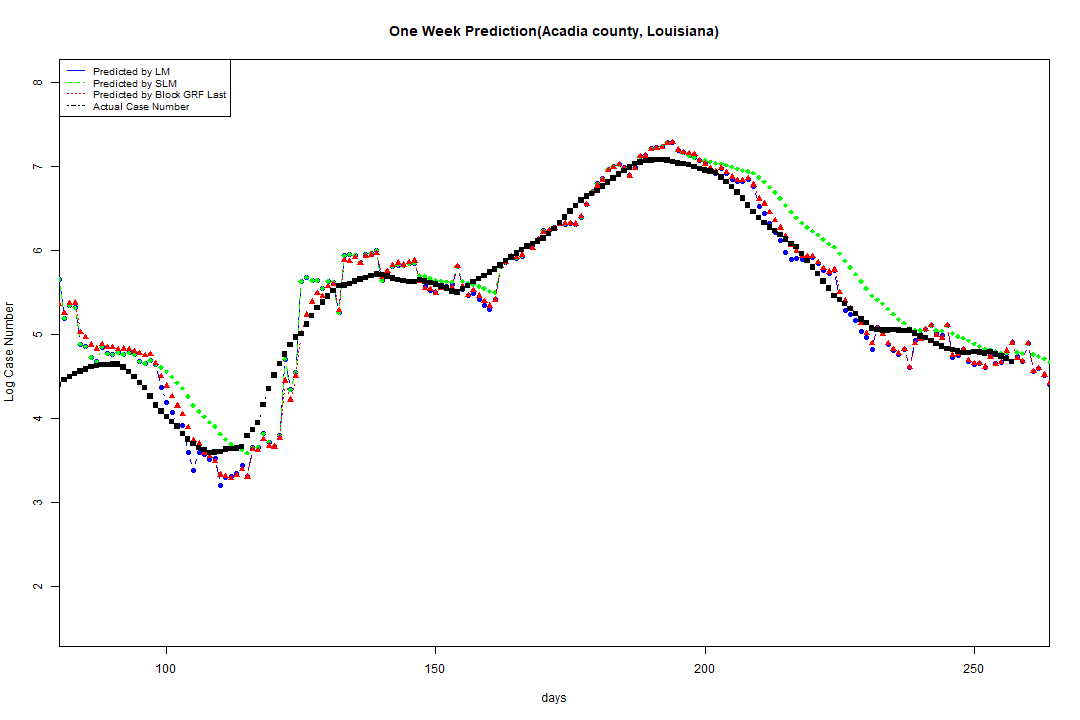 One Week Prediction(Acadia county, Louisiana)
Predicted by LM
Predicted by SLM
Predicted by Block GRF Last
Actual Case Number
8
7
6
5
4
3
2
Log Case Number
100 150 200 250
days